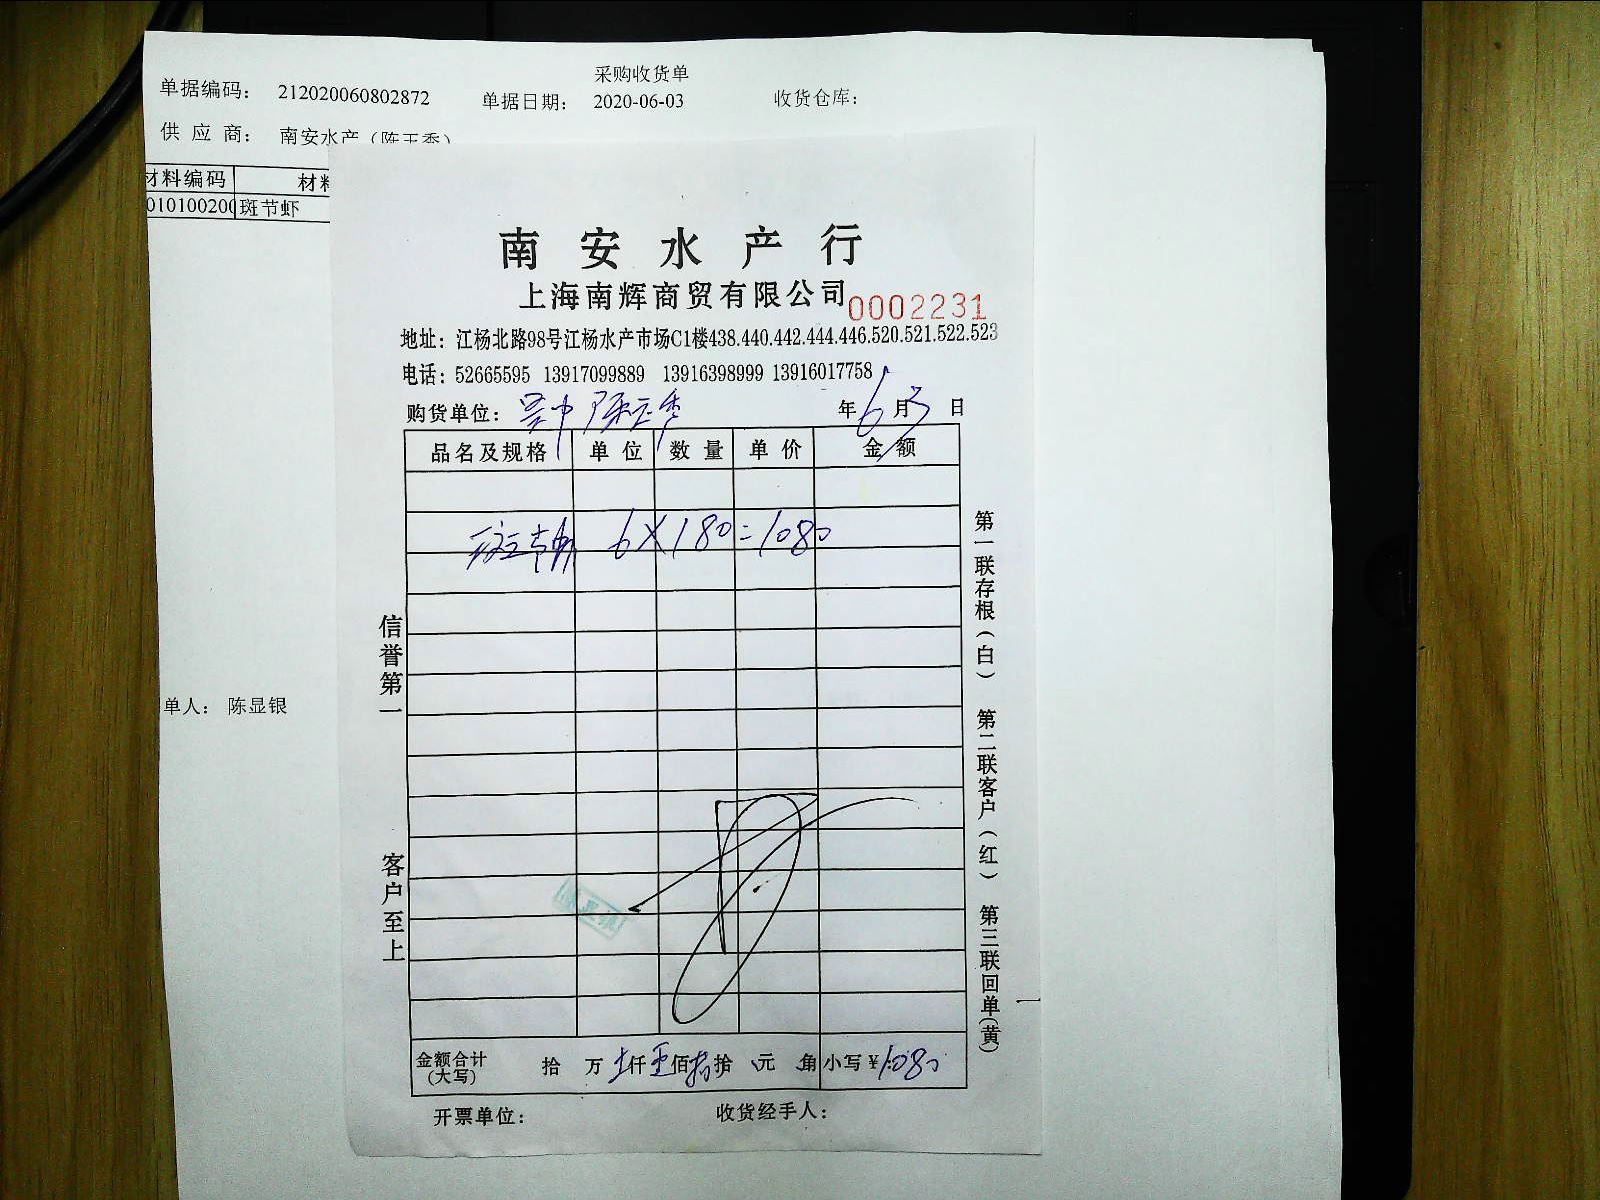 采购收货单
单据编码： 212020060802872 单据日期： 2020-06-03 收货仓库：
供 应 商： 南安水产（陈玉秀）
材料编码 材料
010100200 斑节虾
南安水产行
上海南辉商贸有限公司 0002231
地址：江杨北路98号江杨水产市场C1楼438.440.442.444.446.520.521.522.523
电话：52665595 13917099889 13916398999 13916017758
购货单位： 年 6 月 3 日
品名及规格 单位 数量 单价 金额
6×180=1080
信誉第一
客户至上
第一联存根（白） 第二联客户（红） 第三联回单（黄）
单人： 陈显银
金额合计（大写） 拾 万 仟 佰 拾 元 角 小写￥1080
开票单位： 收货经手人：